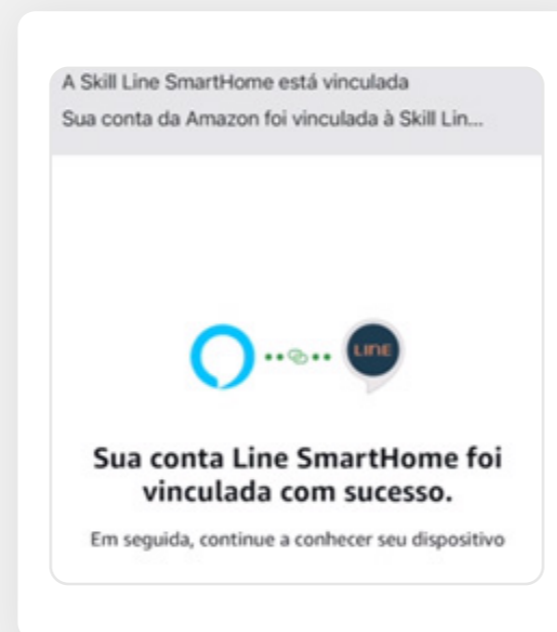 A Skill Line SmartHome está vinculada
Sua conta da Amazon foi vinculada à Skill Lin...
LINE
Sua conta Line SmartHome foi
vinculada com sucesso.
Em seguida, continue a conhecer seu dispositivo